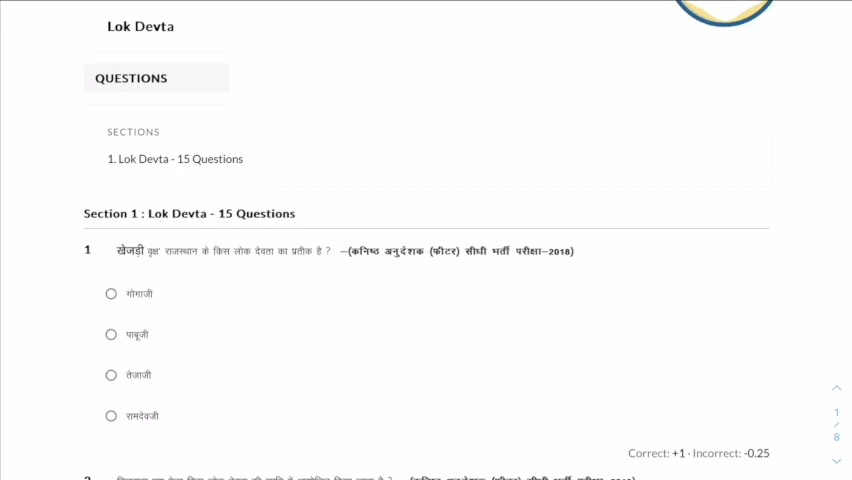 Lok Devta
QUESTIONS
SECTIONS
1. Lok Devta - 15 Questions
Section 1 : Lok Devta - 15 Questions
1 खेजड़ी वृक्ष' राजस्थान के किस लोक देवता का प्रतीक है ? –(कनिष्ठ अनुदेशक (फीटर) सीधी भर्ती परीक्षा–2018)
गोगाजी
पाबूजी
तेजाजी
रामदेवजी
1
/
8
Correct: +1 · Incorrect: -0.25